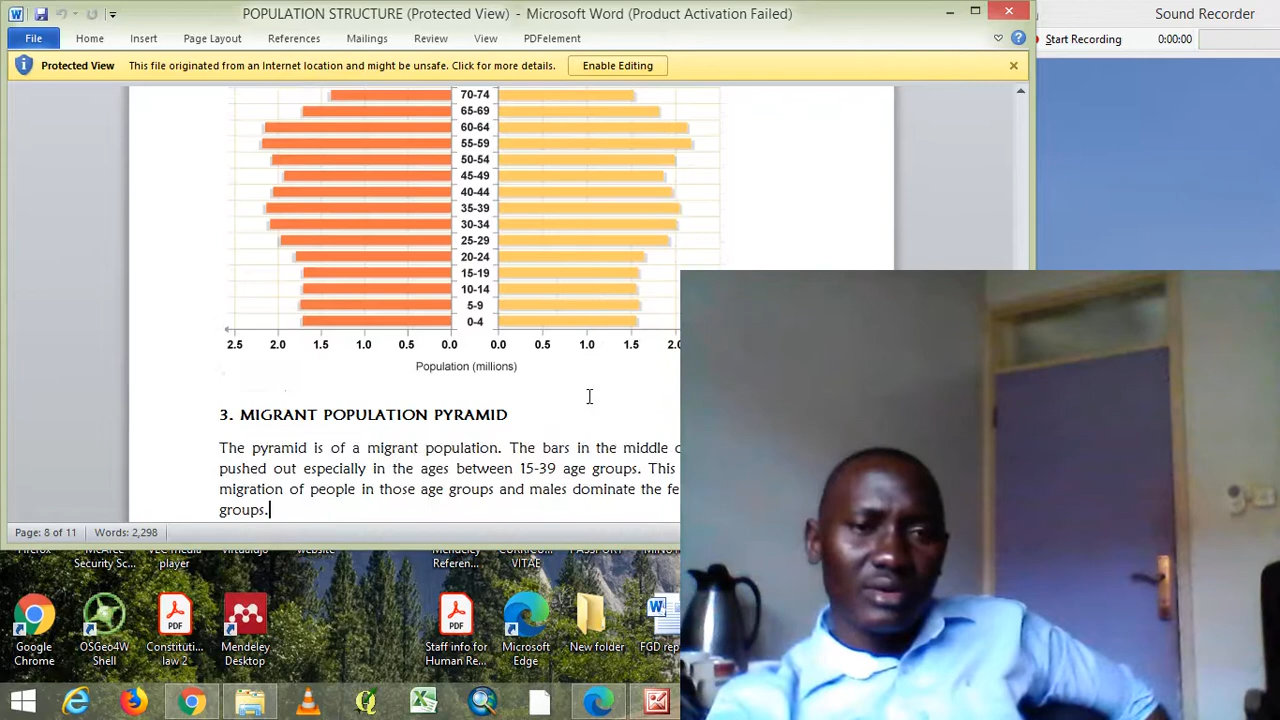 POPULATION STRUCTURE (Protected View) - Microsoft Word (Product Activation Failed)
Sound Recorder
File Home Insert Page Layout References Mailings Review View PDFelement
Start Recording 0:00:00
Protected View This file originated from an Internet location and might be unsafe. Click for more details. Enable Editing
70-74
65-69
60-64
55-59
50-54
45-49
40-44
35-39
30-34
25-29
20-24
15-19
10-14
5-9
0-4
2.5 2.0 1.5 1.0 0.5 0.0 0.0 0.5 1.0 1.5 2.0
Population (millions)
3. MIGRANT POPULATION PYRAMID
The pyramid is of a migrant population. The bars in the middle
pushed out especially in the ages between 15-39 age groups. This
migration of people in those age groups and males dominate the
groups.
Page: 8 of 11 Words: 2,298
Security Sc... player website Referen... VITAE
Google Chrome
OSGeo4W Shell
Constituti... law 2
Mendeley Desktop
Staff info for Human Re...
Microsoft Edge
New folder
FGD rep
PDF
PDF